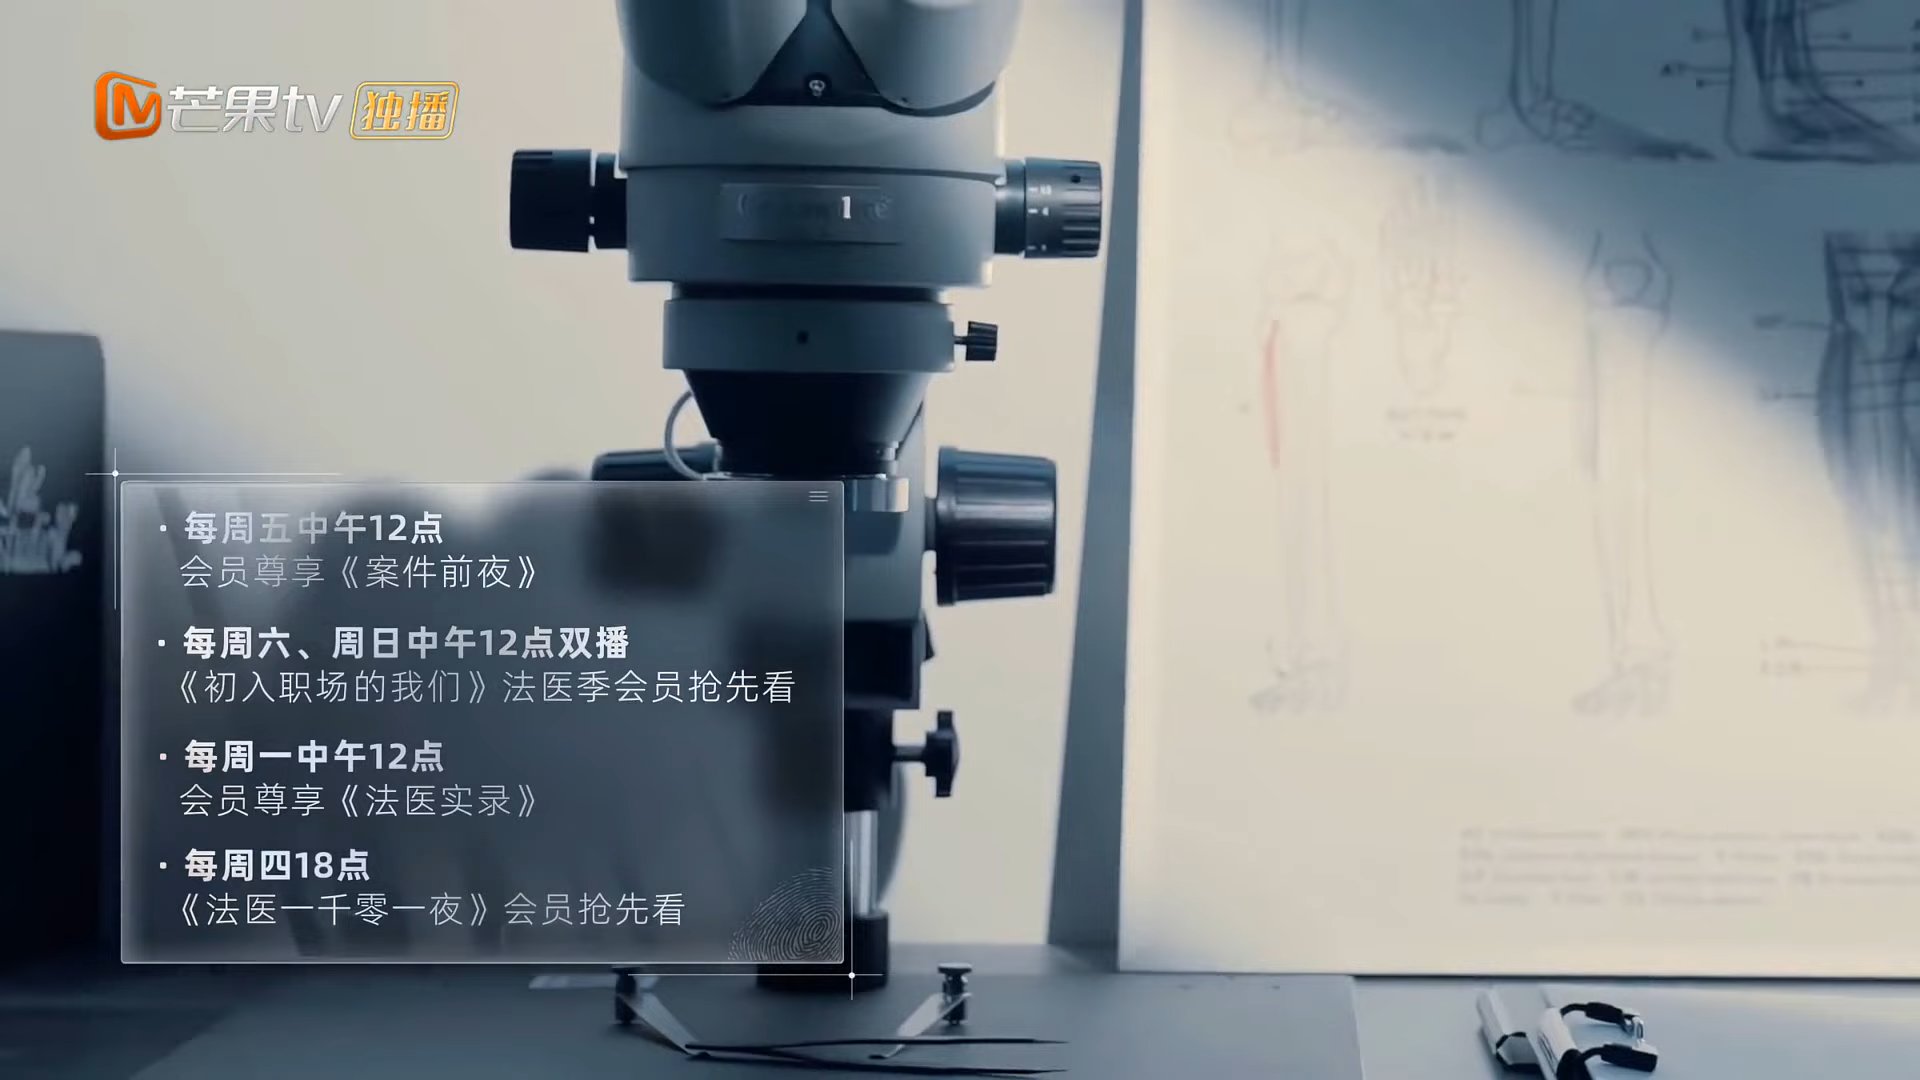 芒果tv 独播
· 每周五中午12点
会员尊享《案件前夜》
· 每周六、周日中午12点双播
《初入职场的我们》法医季会员抢先看
· 每周一中午12点
会员尊享《法医实录》
· 每周四18点
《法医一千零一夜》会员抢先看